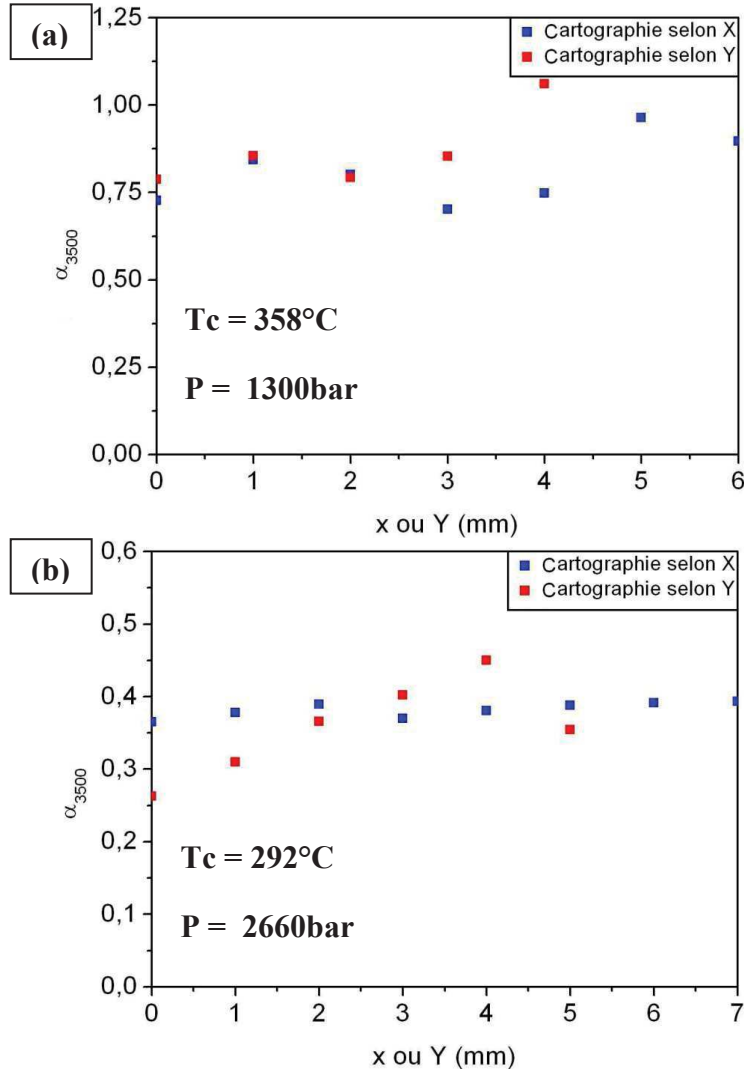 (a)
1,25
1,00
0,75
0,50
0,25
0,00
α3500
Cartographie selon X
Cartographie selon Y
Tc = 358°C
P = 1300bar
0 1 2 3 4 5 6
x ou Y (mm)
(b)
0,6
0,5
0,4
0,3
0,2
0,1
0,0
α3500
Cartographie selon X
Cartographie selon Y
Tc = 292°C
P = 2660bar
0 1 2 3 4 5 6 7
x ou Y (mm)